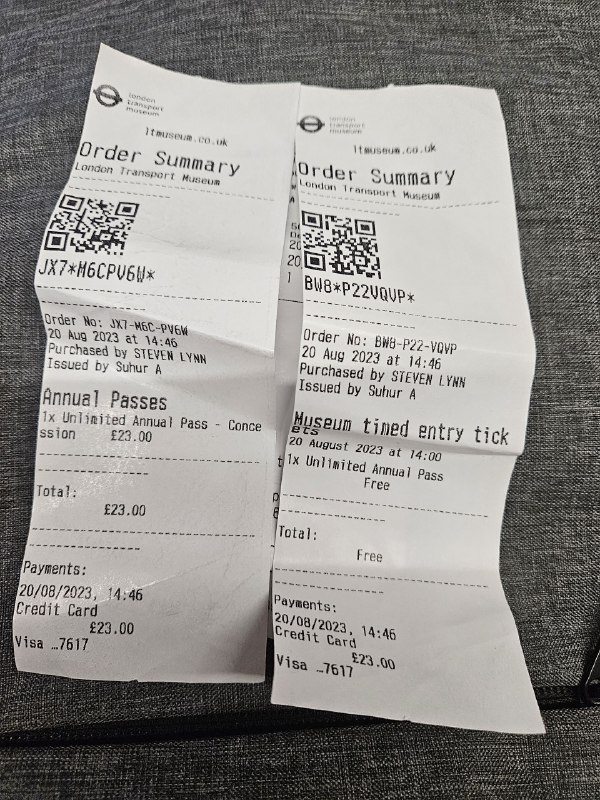 london
transport
museum
ltmuseum.co.uk
Order Summary
London Transport Museum
JX7*M6CPV6W*
Order No: JX7-M6C-PV6W
20 Aug 2023 at 14:46
Purchased by STEVEN LYNN
Issued by Suhur A
Annual Passes
1x Unlimited Annual Pass - Conce
ssion £23.00
Total:
£23.00
Payments:
20/08/2023, 14:46
Credit Card
£23.00
Visa …7617
london
transport
museum
ltmuseum.co.uk
Order Summary
London Transport Museum
BW8*P22VQVP*
Order No: BW8-P22-VQVP
20 Aug 2023 at 14:46
Purchased by STEVEN LYNN
Issued by Suhur A
Museum timed entry tick
ets
20 August 2023 at 14:00
1x Unlimited Annual Pass
Free
Total:
Free
Payments:
20/08/2023, 14:46
Credit Card
£23.00
Visa …7617